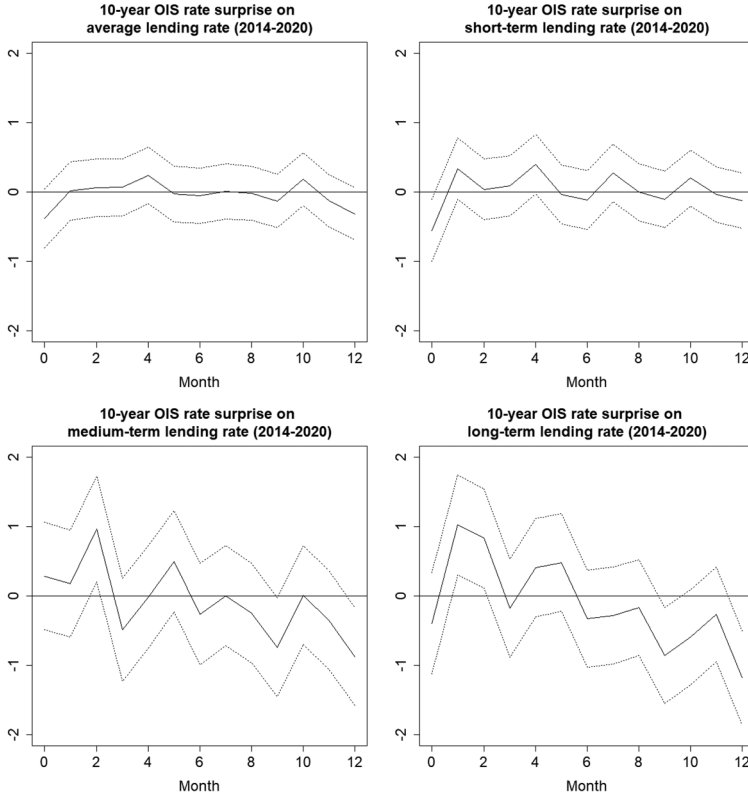 10-year OIS rate surprise on
average lending rate (2014-2020)
2
1
0
-1
-2
0 2 4 6 8 10 12
Month
10-year OIS rate surprise on
short-term lending rate (2014-2020)
2
1
0
-1
-2
0 2 4 6 8 10 12
Month
10-year OIS rate surprise on
medium-term lending rate (2014-2020)
2
1
0
-1
-2
0 2 4 6 8 10 12
Month
10-year OIS rate surprise on
long-term lending rate (2014-2020)
2
1
0
-1
-2
0 2 4 6 8 10 12
Month